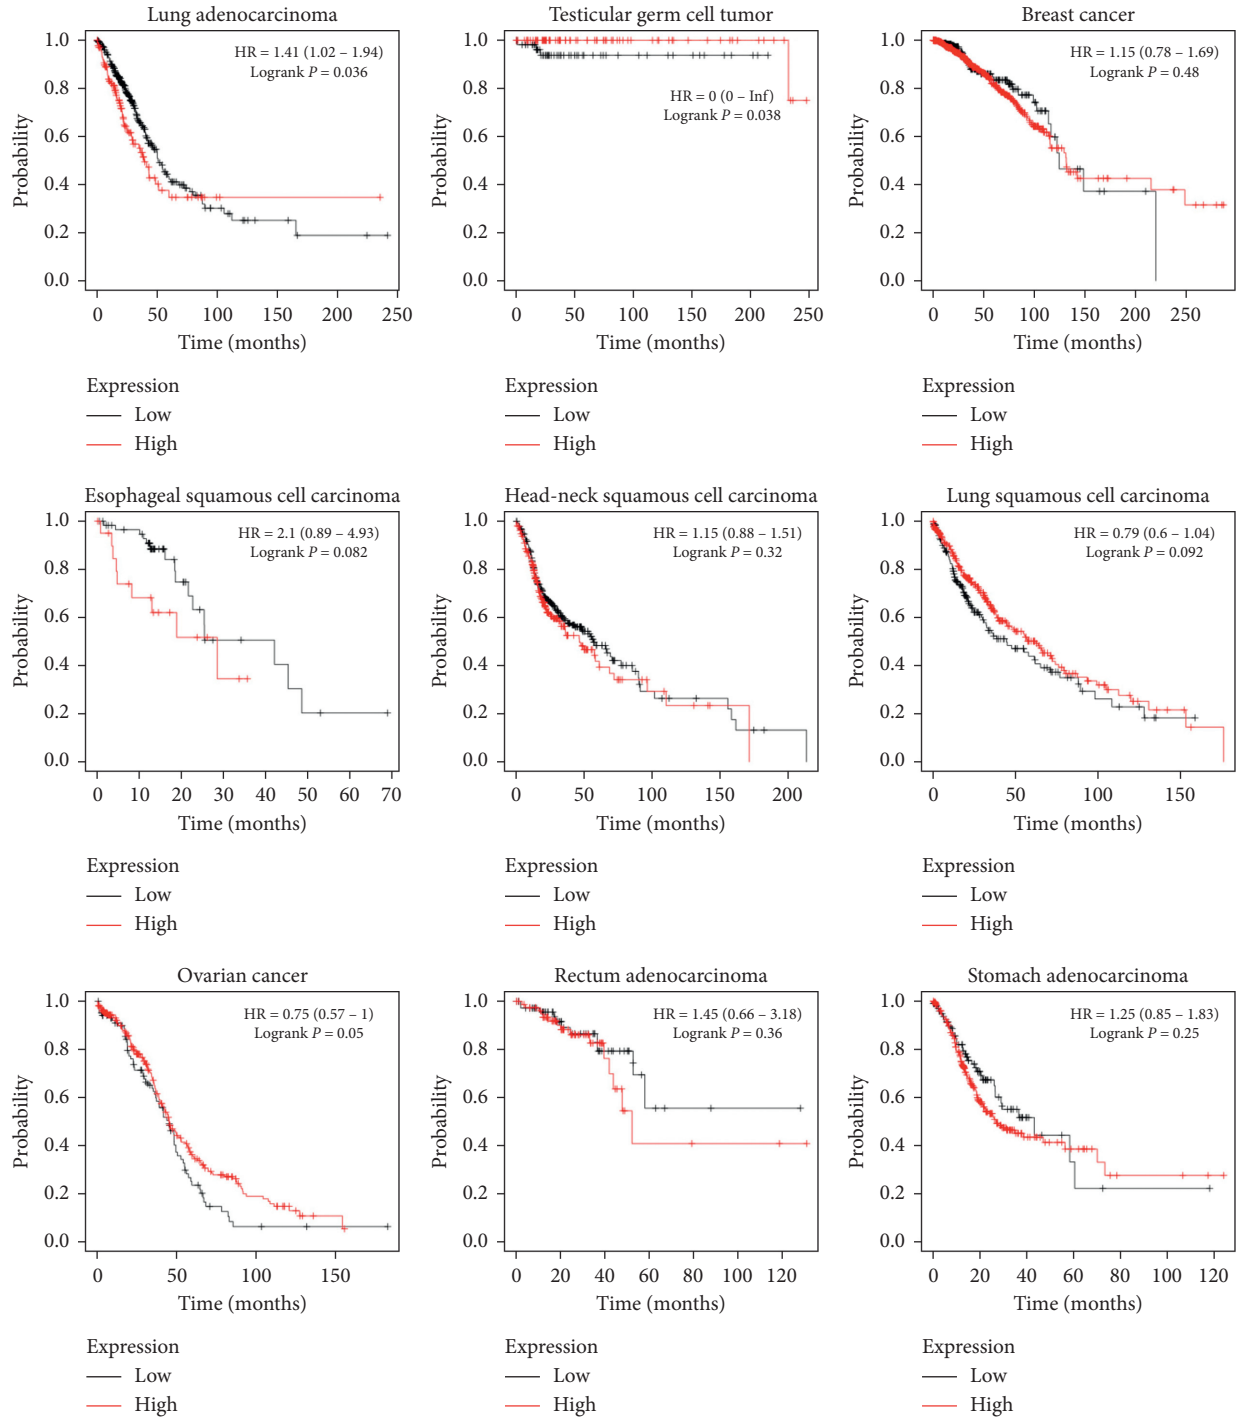 Lung adenocarcinoma
HR = 1.41 (1.02 – 1.94)
Logrank P = 0.036
Probability
1.0
0.8
0.6
0.4
0.2
0.0
0 50 100 150 200 250
Time (months)
Expression
Low
High
Testicular germ cell tumor
HR = 0 (0 – Inf)
Logrank P = 0.038
Probability
1.0
0.8
0.6
0.4
0.2
0.0
0 50 100 150 200 250
Time (months)
Expression
Low
High
Breast cancer
HR = 1.15 (0.78 – 1.69)
Logrank P = 0.48
Probability
1.0
0.8
0.6
0.4
0.2
0.0
0 50 100 150 200 250
Time (months)
Expression
Low
High
Esophageal squamous cell carcinoma
HR = 2.1 (0.89 – 4.93)
Logrank P = 0.082
Probability
1.0
0.8
0.6
0.4
0.2
0.0
0 10 20 30 40 50 60 70
Time (months)
Expression
Low
High
Head-neck squamous cell carcinoma
HR = 1.15 (0.88 – 1.51)
Logrank P = 0.32
Probability
1.0
0.8
0.6
0.4
0.2
0.0
0 50 100 150 200
Time (months)
Expression
Low
High
Lung squamous cell carcinoma
HR = 0.79 (0.6 – 1.04)
Logrank P = 0.092
Probability
1.0
0.8
0.6
0.4
0.2
0.0
0 50 100 150
Time (months)
Expression
Low
High
Ovarian cancer
HR = 0.75 (0.57 – 1)
Logrank P = 0.05
Probability
1.0
0.8
0.6
0.4
0.2
0.0
0 50 100 150
Time (months)
Expression
Low
High
Rectum adenocarcinoma
HR = 1.45 (0.66 – 3.18)
Logrank P = 0.36
Probability
1.0
0.8
0.6
0.4
0.2
0.0
0 20 40 60 80 100 120
Time (months)
Expression
Low
High
Stomach adenocarcinoma
HR = 1.25 (0.85 – 1.83)
Logrank P = 0.25
Probability
1.0
0.8
0.6
0.4
0.2
0.0
0 20 40 60 80 100 120
Time (months)
Expression
Low
High